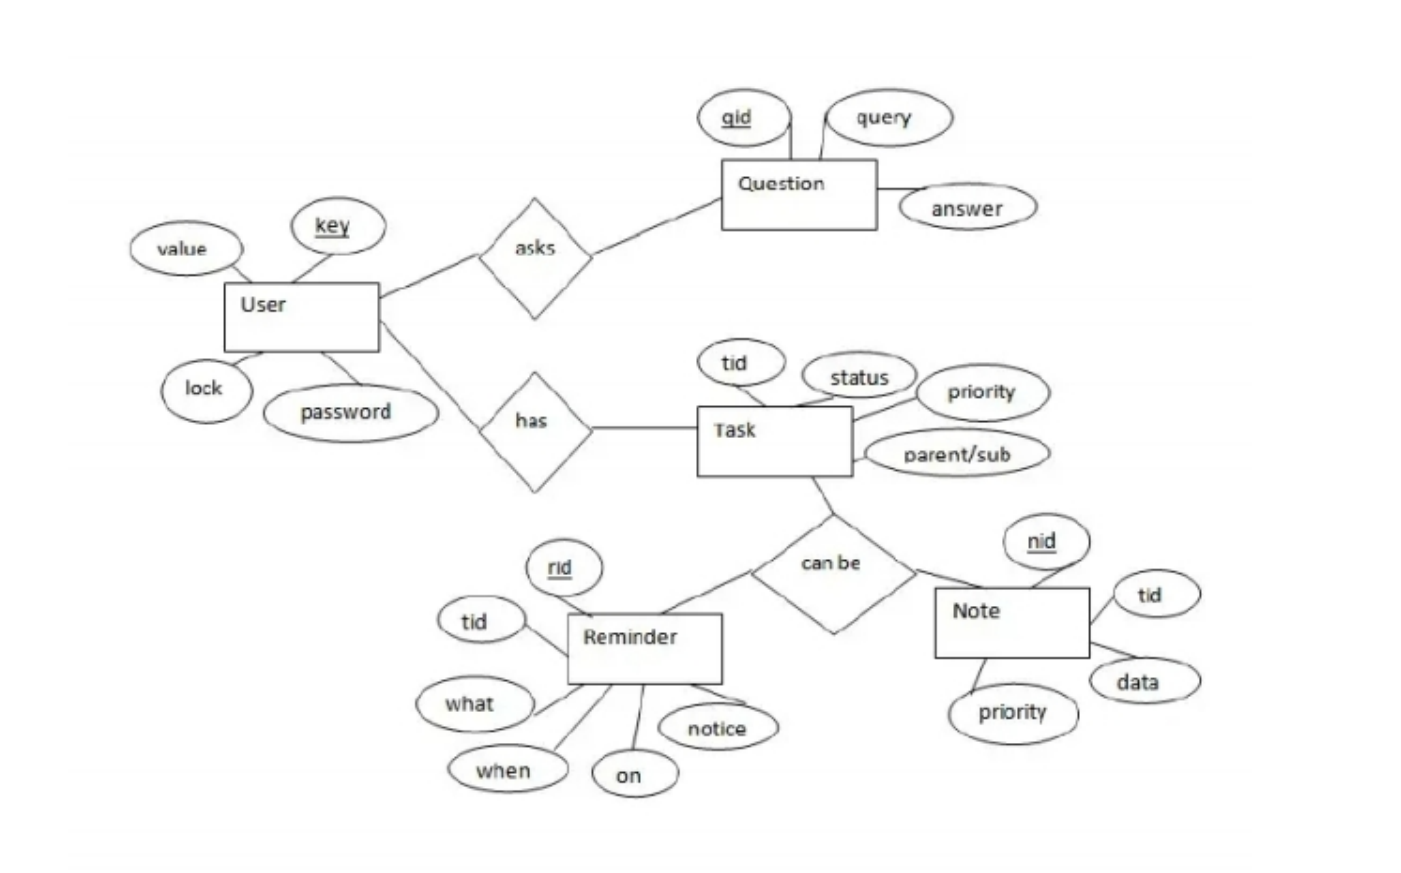 qid
query
Question
answer
key
value
asks
User
lock
password
tid
status
priority
has
Task
parent/sub
nid
can be
rid
tid
Note
tid
Reminder
data
what
priority
notice
when
on